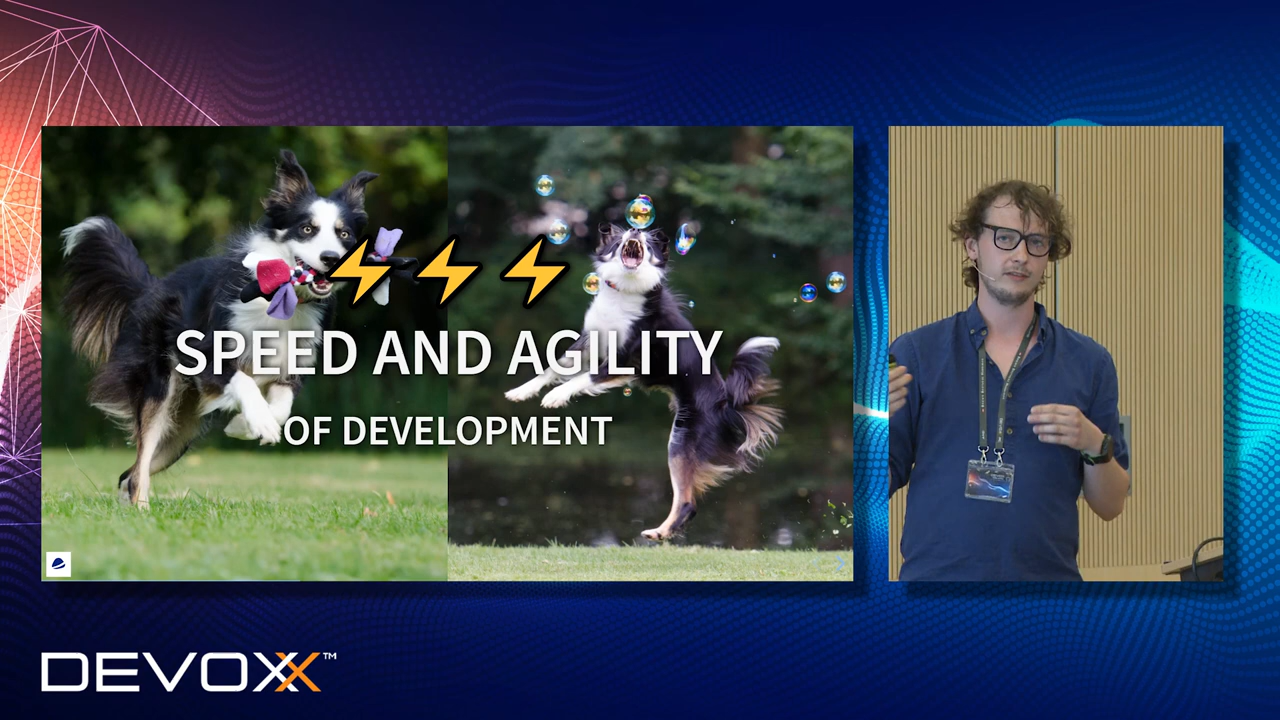 SPEED AND AGILITY
OF DEVELOPMENT
DEVOXX™